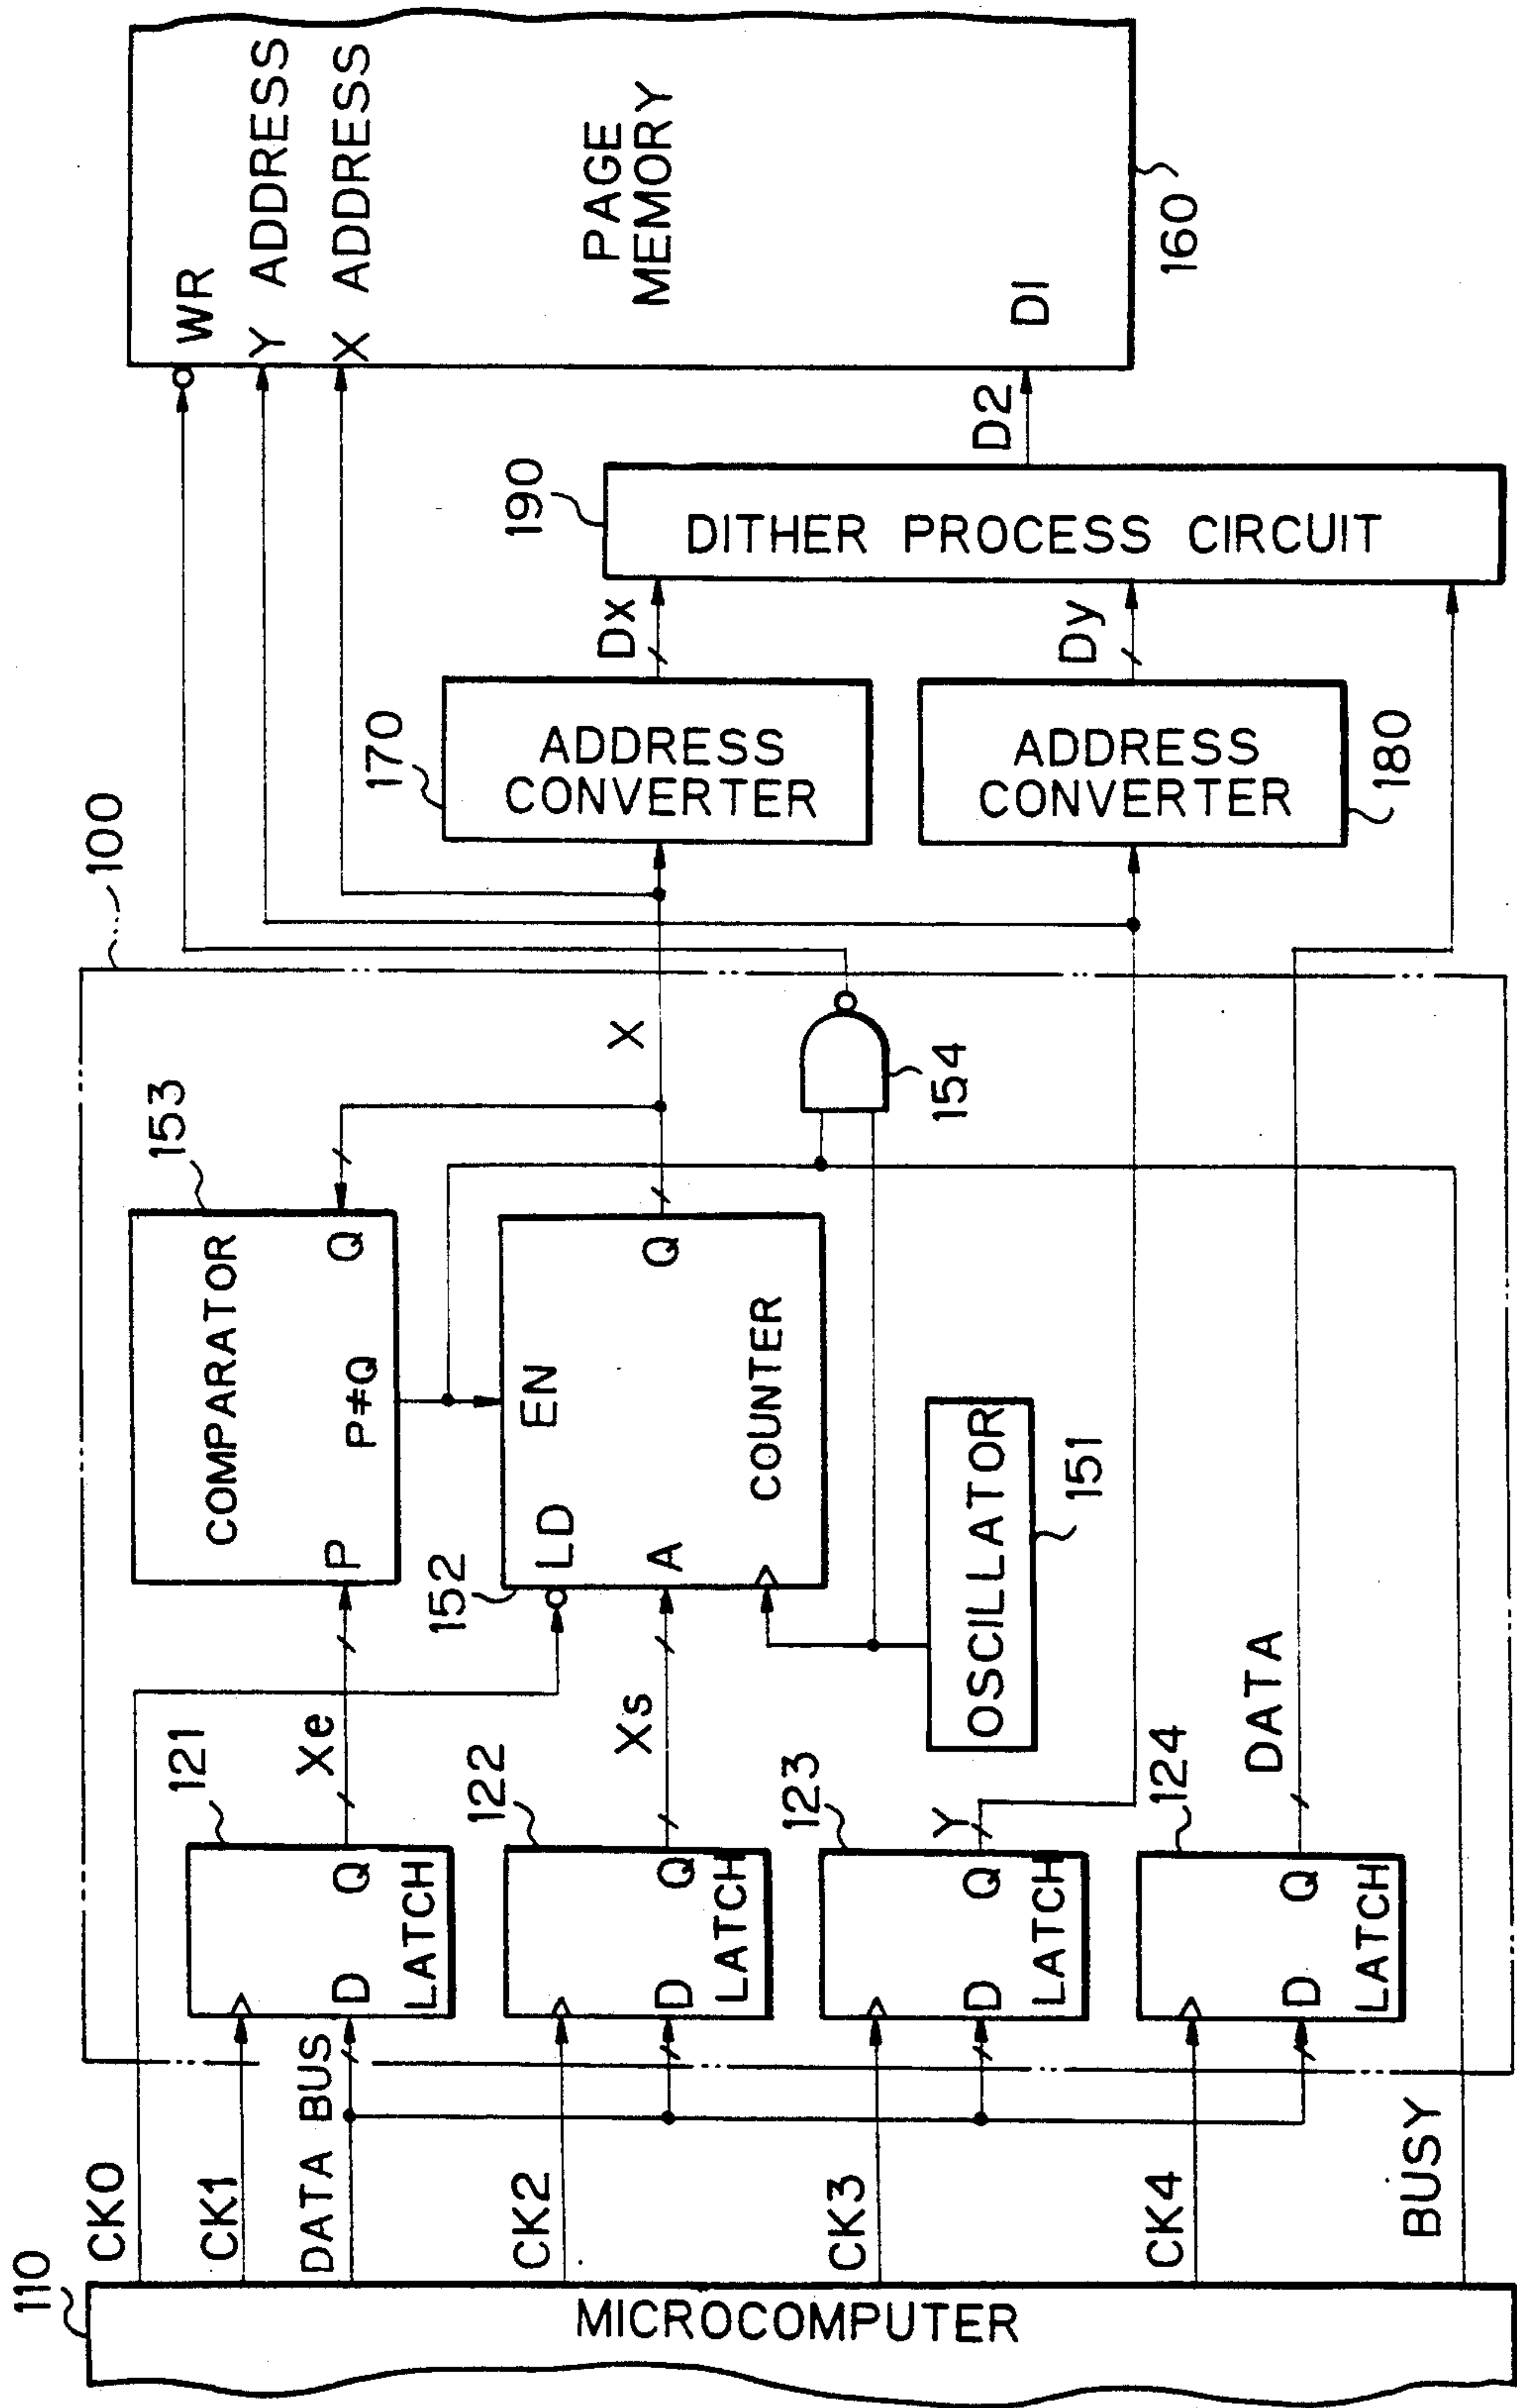 110
MICROCOMPUTER
CK0
CK1
DATA BUS
CK2
CK3
CK4
BUSY
100
121
D Q
LATCH
Xe
122
D Q
LATCH
Xs
123
D Q
LATCH
Y
124
D Q
LATCH
DATA
153
COMPARATOR
P
P≠Q
Q
152
LD
EN
A
Q
COUNTER
OSCILLATOR
151
154
X
170
ADDRESS
CONVERTER
Dx
ADDRESS
CONVERTER
180
Dy
190
DITHER PROCESS CIRCUIT
D2
WR
Y ADDRESS
X ADDRESS
PAGE
MEMORY
DI
160